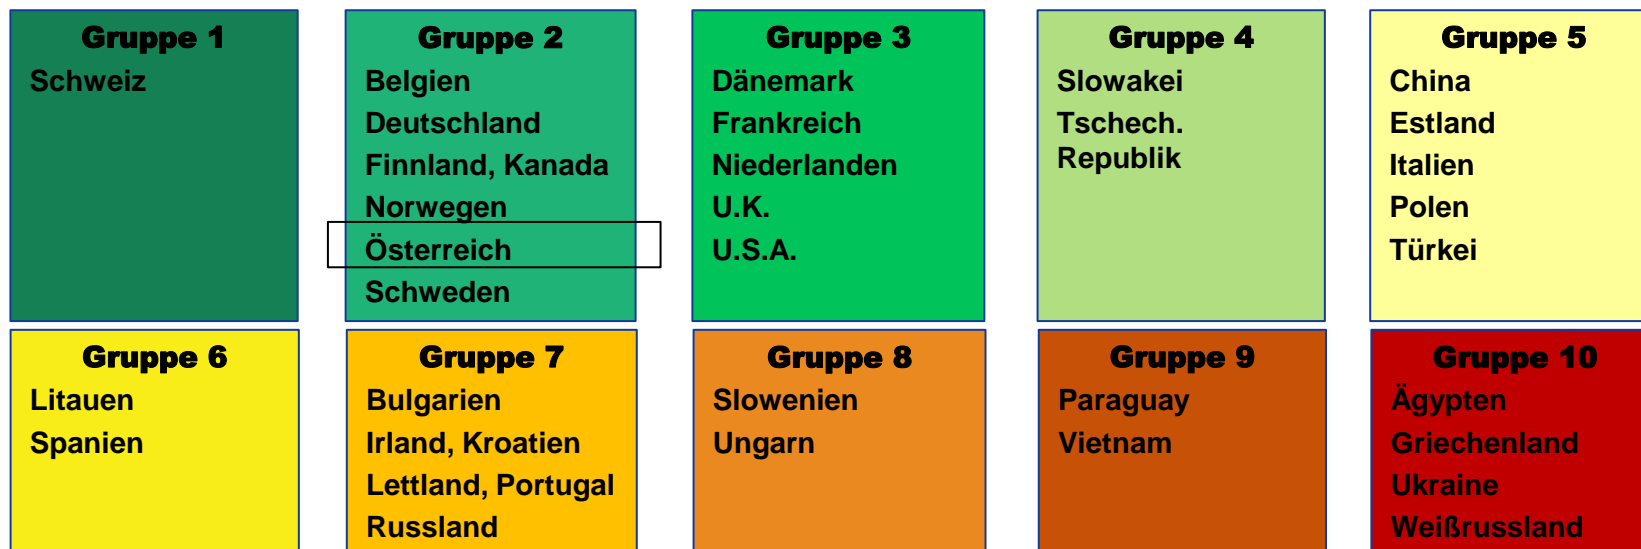 Gruppe 1
Schweiz
Gruppe 2
Belgien
Deutschland
Finnland, Kanada
Norwegen
Österreich
Schweden
Gruppe 3
Dänemark
Frankreich
Niederlanden
U.K.
U.S.A.
Gruppe 4
Slowakei
Tschech.
Republik
Gruppe 5
China
Estland
Italien
Polen
Türkei
Gruppe 6
Litauen
Spanien
Gruppe 7
Bulgarien
Irland, Kroatien
Lettland, Portugal
Russland
Gruppe 8
Slowenien
Ungarn
Gruppe 9
Paraguay
Vietnam
Gruppe 10
Ägypten
Griechenland
Ukraine
Weißrussland